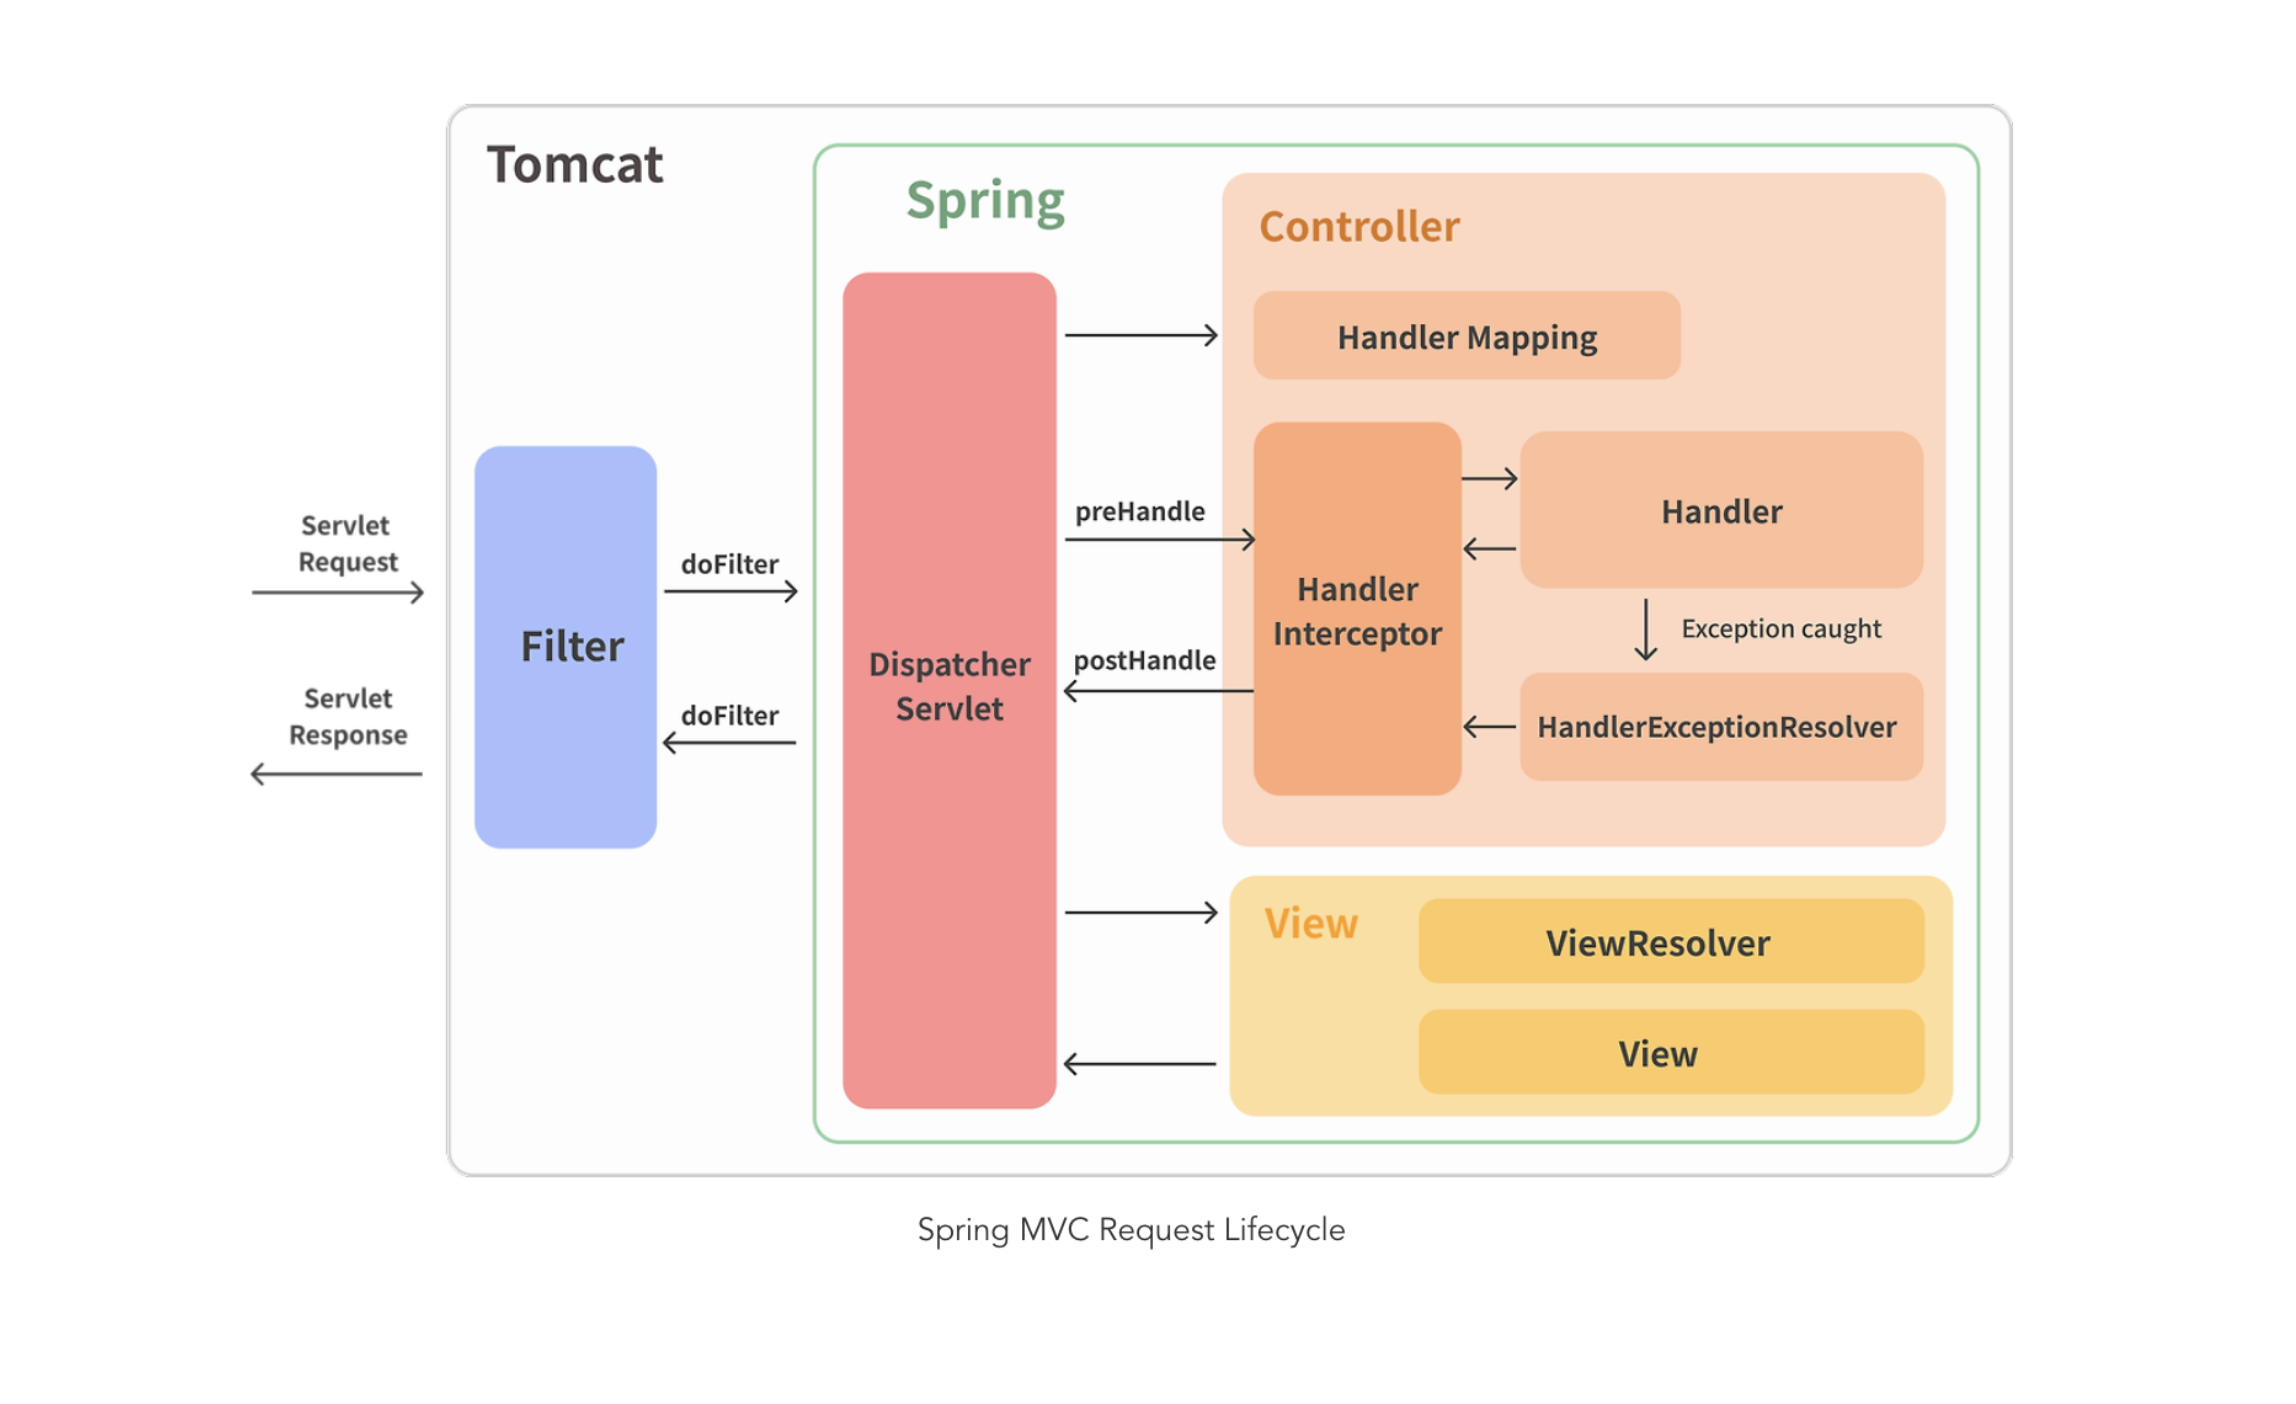 Tomcat
Spring
Controller
Handler Mapping
Servlet
Request
doFilter
Filter
Servlet
Response
doFilter
Dispatcher
Servlet
preHandle
postHandle
Handler
Interceptor
Handler
Exception caught
HandlerExceptionResolver
View
ViewResolver
View
Spring MVC Request Lifecycle